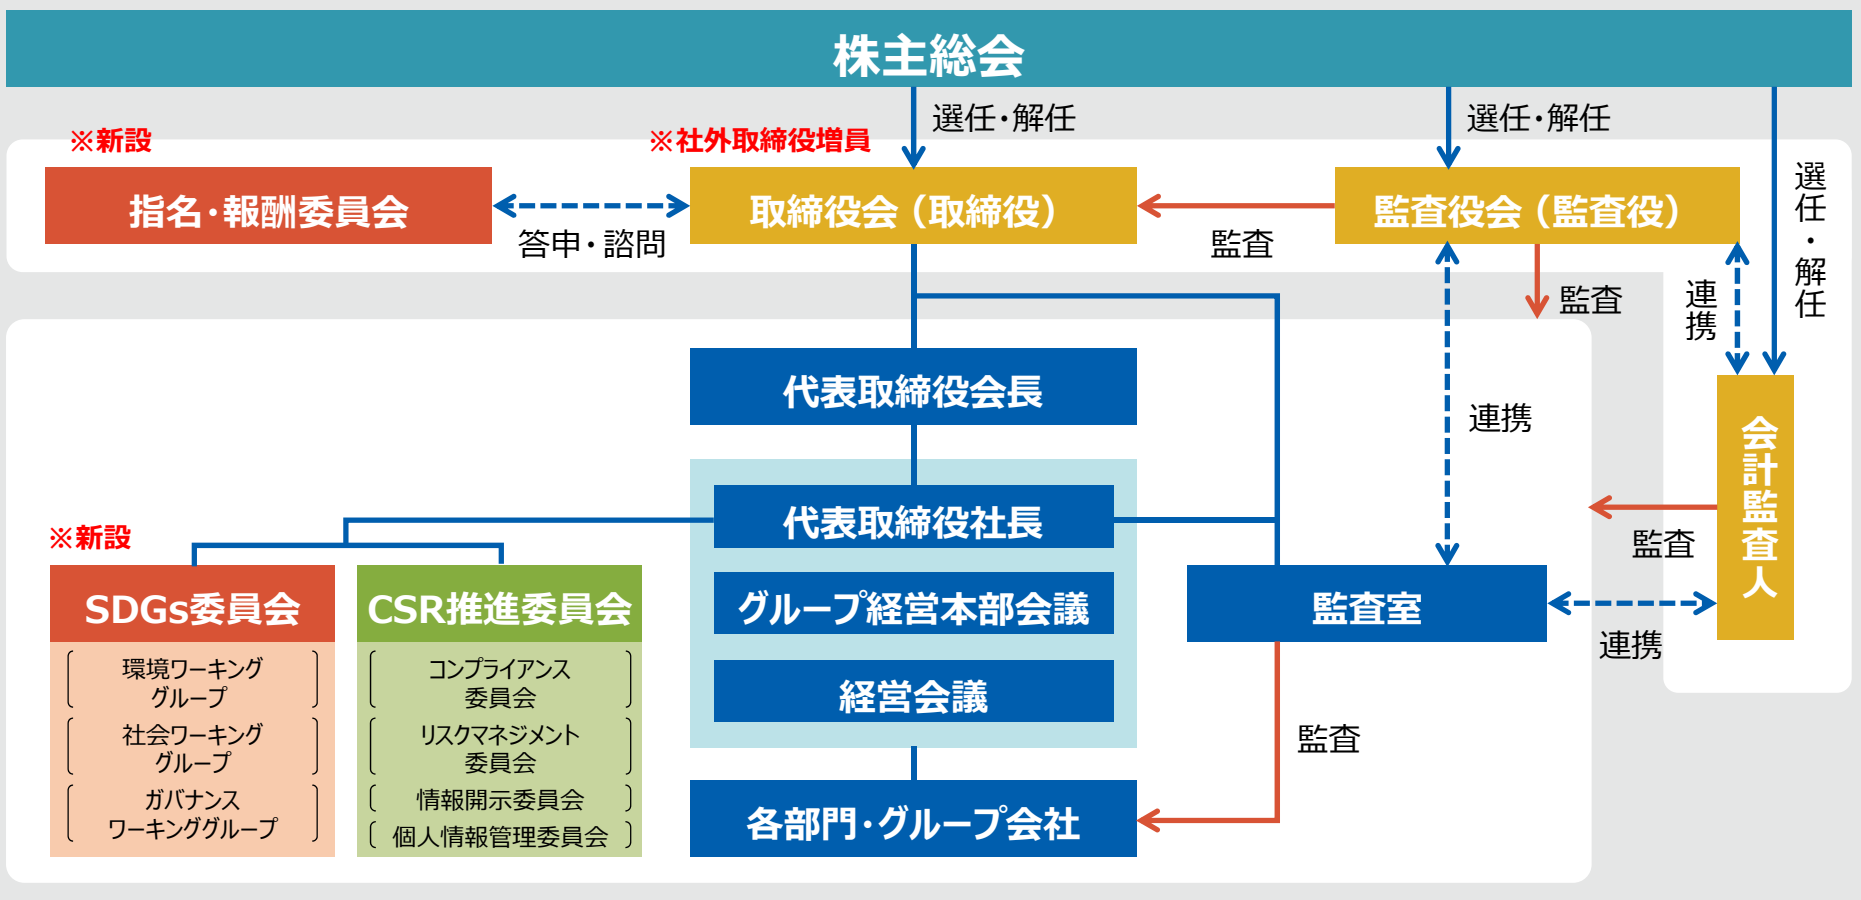 株主総会
選任・解任
選任・解任
選任・解任
※新設
※社外取締役増員
指名・報酬委員会
答申・諮問
取締役会（取締役）
監査
監査役会（監査役）
監査
連携
代表取締役会長
連携
会計監査人
監査
代表取締役社長
※新設
SDGs委員会
CSR推進委員会
グループ経営本部会議
監査室
連携
環境ワーキング
グループ
社会ワーキング
グループ
ガバナンス
ワーキンググループ
コンプライアンス
委員会
リスクマネジメント
委員会
情報開示委員会
個人情報管理委員会
経営会議
監査
各部門・グループ会社